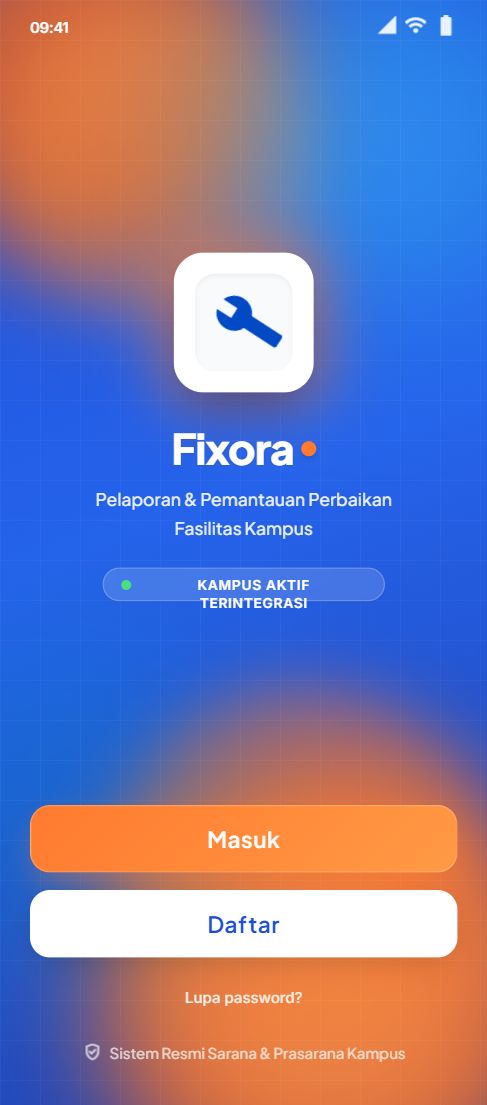 09:41
Fixora
Pelaporan & Pemantauan Perbaikan
Fasilitas Kampus
KAMPUS AKTIF
TERINTEGRASI
Masuk
Daftar
Lupa password?
Sistem Resmi Sarana & Prasarana Kampus